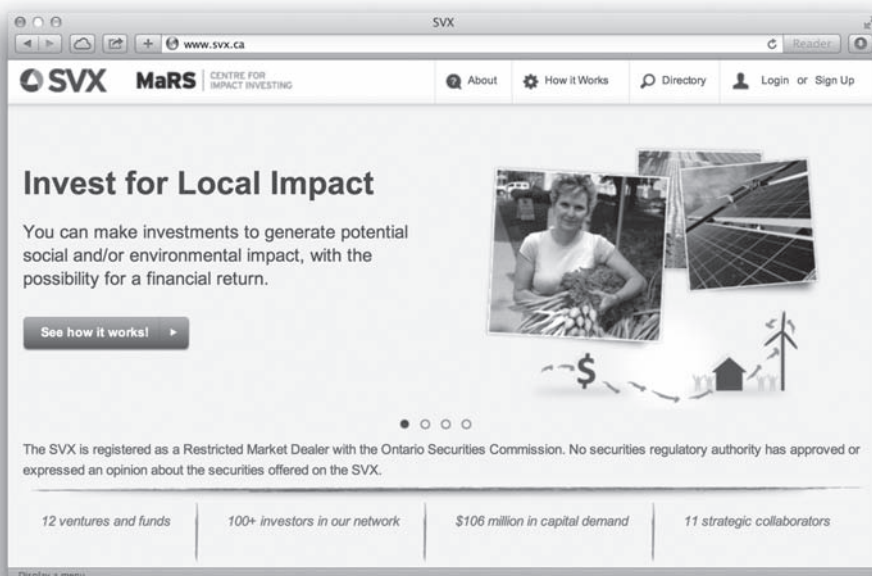 SVX
www.svx.ca
Reader
SVX MaRS CENTRE FOR
IMPACT INVESTING
About How it Works Directory Login or Sign Up
Invest for Local Impact
You can make investments to generate potential
social and/or environmental impact, with the
possibility for a financial return.
See how it works!
$
The SVX is registered as a Restricted Market Dealer with the Ontario Securities Commission. No securities regulatory authority has approved or
expressed an opinion about the securities offered on the SVX.
12 ventures and funds 100+ investors in our network $106 million in capital demand 11 strategic collaborators
Display a menu